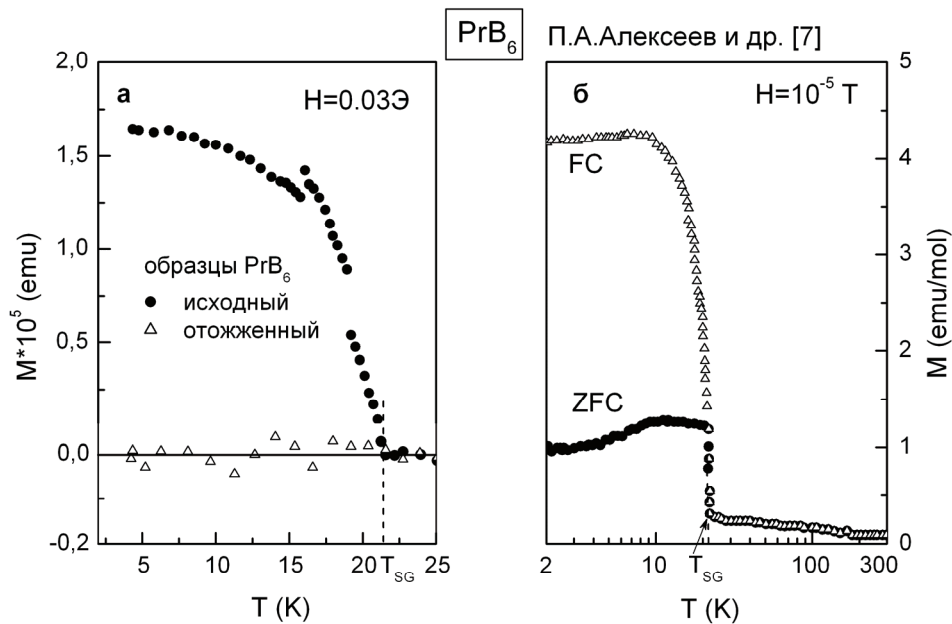 PrB6 П.А.Алексеев и др. [7]
а
H=0.03Э
2,0
1,5
1,0
0,5
0,0
-0,2
M*10^5 (emu)
образцы PrB6
исходный
отожженный
5 10 15 20 TSG 25
T (K)
б
H=10^-5 T
FC
ZFC
5
4
3
2
1
0
M (emu/mol)
2 10 TSG 100 300
T (K)